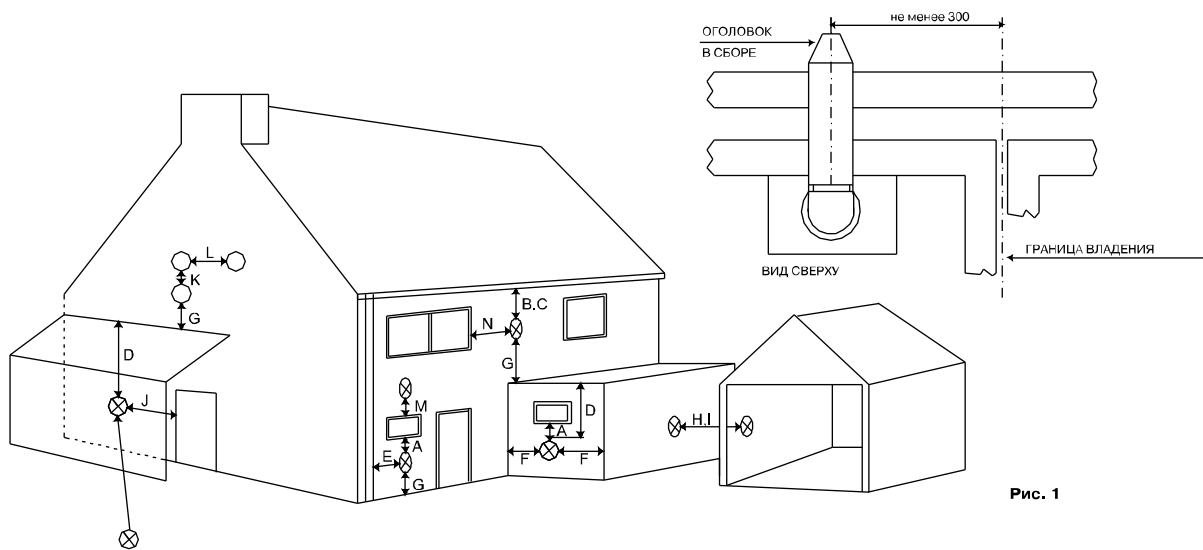 не менее 300
ОГОЛОВОК
В СБОРЕ
ГРАНИЦА ВЛАДЕНИЯ
ВИД СВЕРХУ
L
K
G
D
J
B.C
N
G
M
A
E
G
D
A
F
F
H.I
Рис. 1